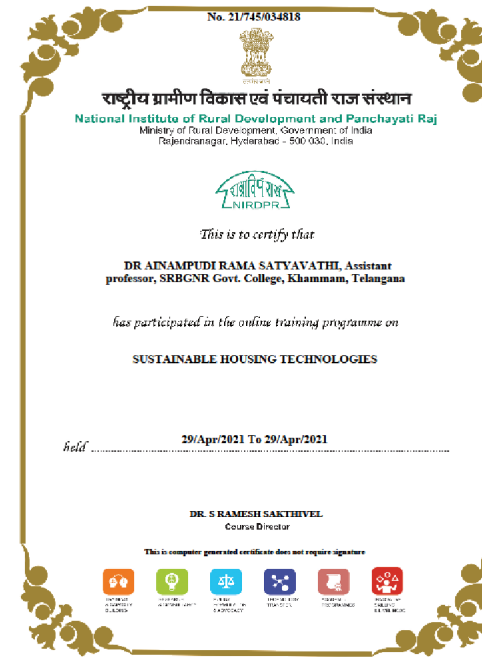 No. 21/745/034818
राष्ट्रीय ग्रामीण विकास एवं पंचायती राज संस्थान
National Institute of Rural Development and Panchayati Raj
Ministry of Rural Development, Government of India
Rajendranagar, Hyderabad - 500 030, India
NIRDPR
This is to certify that
DR AINAMPUDI RAMA SATYAVATHI, Assistant
professor, SRBGNR Govt. College, Khammam, Telangana
has participated in the online training programme on
SUSTAINABLE HOUSING TECHNOLOGIES
held 29/Apr/2021 To 29/Apr/2021
DR. S RAMESH SAKTHIVEL
Course Director
This is computer generated certificate does not require signature